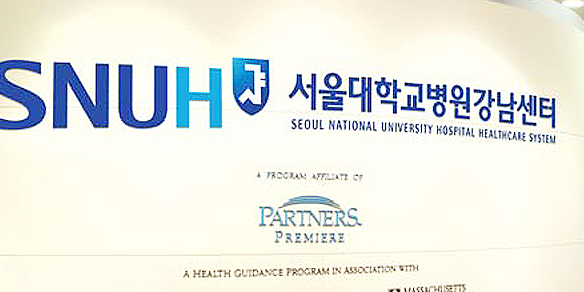 SNUH 서울대학교병원강남센터
SEOUL NATIONAL UNIVERSITY HOSPITAL HEALTHCARE SYSTEM
A PROGRAM AFFILIATE OF
PARTNERS
PREMIERE
A HEALTH GUIDANCE PROGRAM IN ASSOCIATION WITH
MASSACHUSETTS